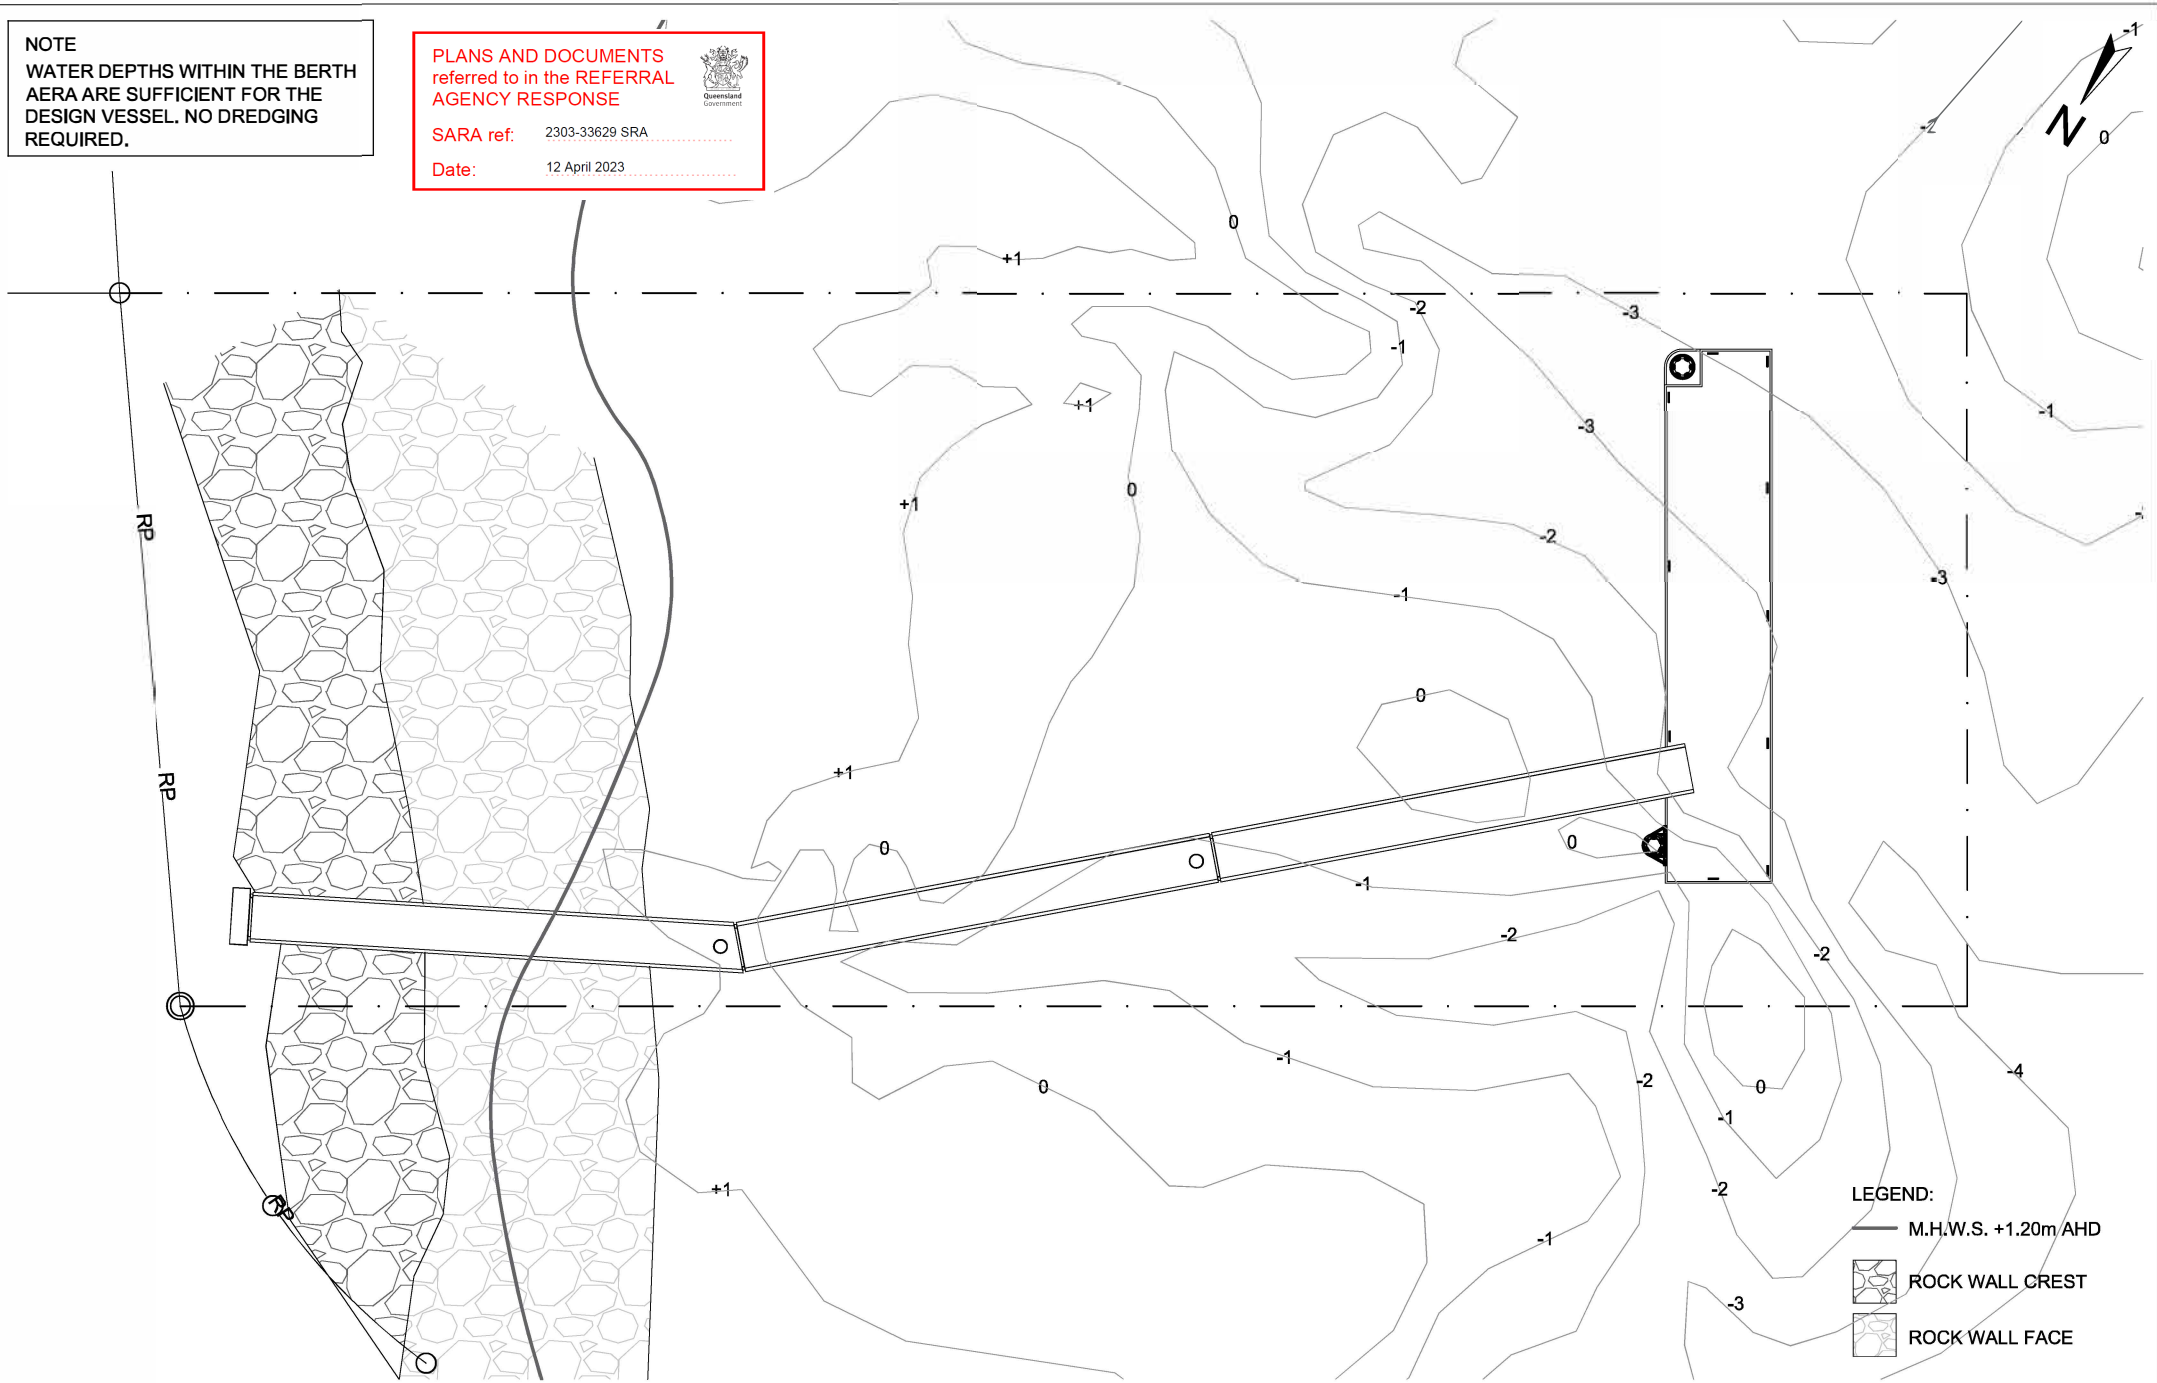 NOTE
WATER DEPTHS WITHIN THE BERTH
AERA ARE SUFFICIENT FOR THE
DESIGN VESSEL. NO DREDGING
REQUIRED.
PLANS AND DOCUMENTS
referred to in the REFERRAL
AGENCY RESPONSE
Queensland
Government
SARA ref: 2303-33629 SRA
Date: 12 April 2023
-1
N
-2
0
0
+1
-2
-3
-1
+1
-1
-3
0
+1
RP
-2
-3
-1
0
RP
+1
0
0
-1
-2
-2
-1
0
-2
0
-4
-1
+1
RP
-2
-1
-3
LEGEND:
M.H.W.S. +1.20m AHD
ROCK WALL CREST
ROCK WALL FACE